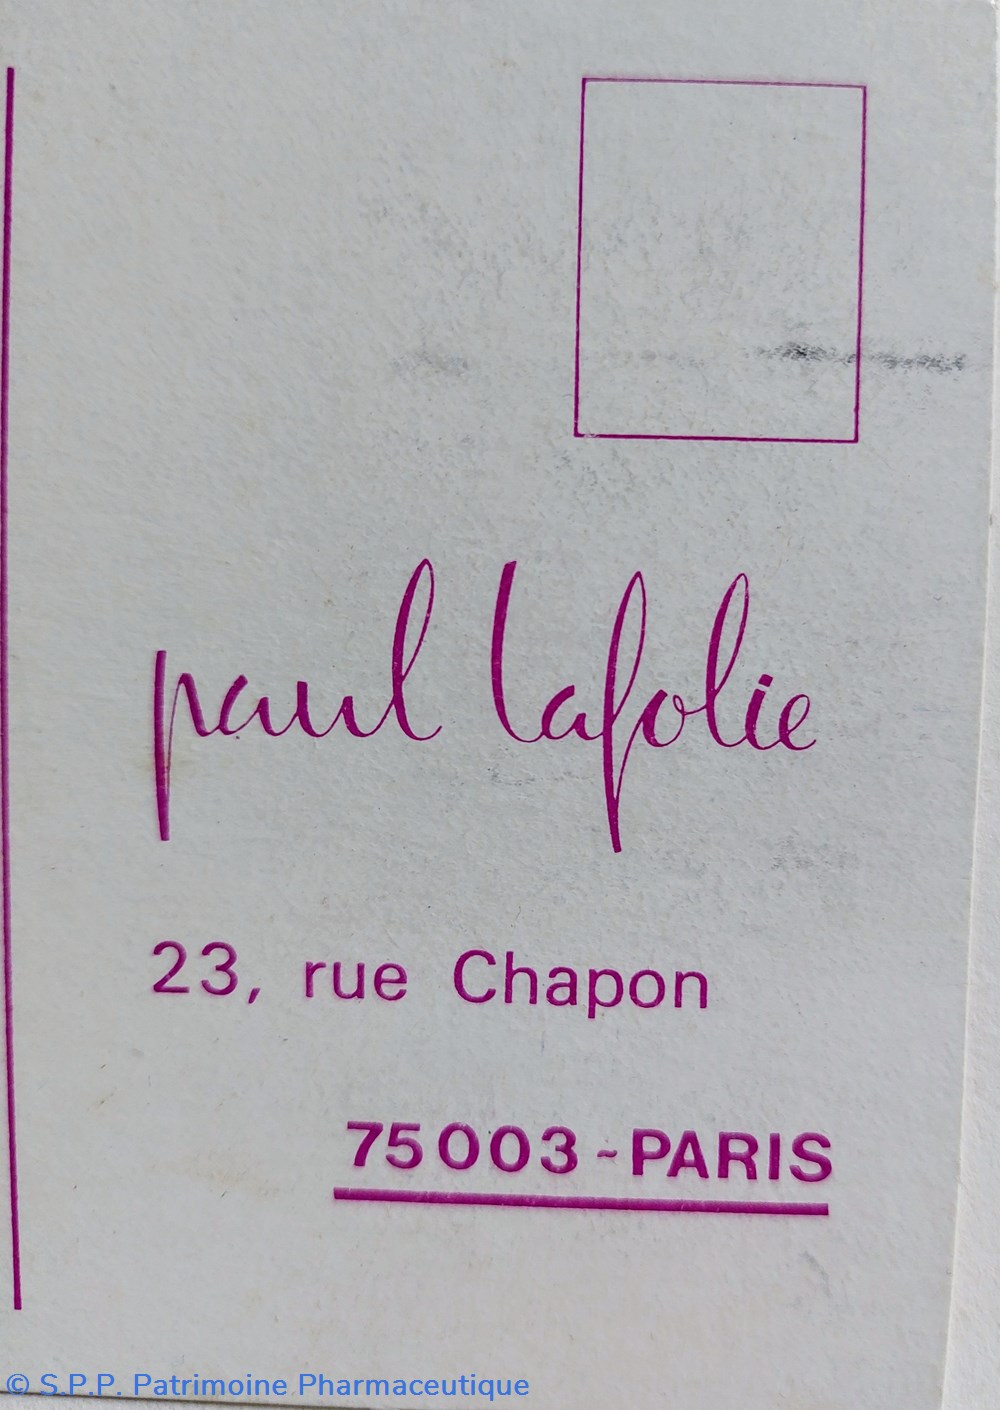 paul lafolie
23, rue Chapon
75003 - PARIS
© S.P.P. Patrimoine Pharmaceutique